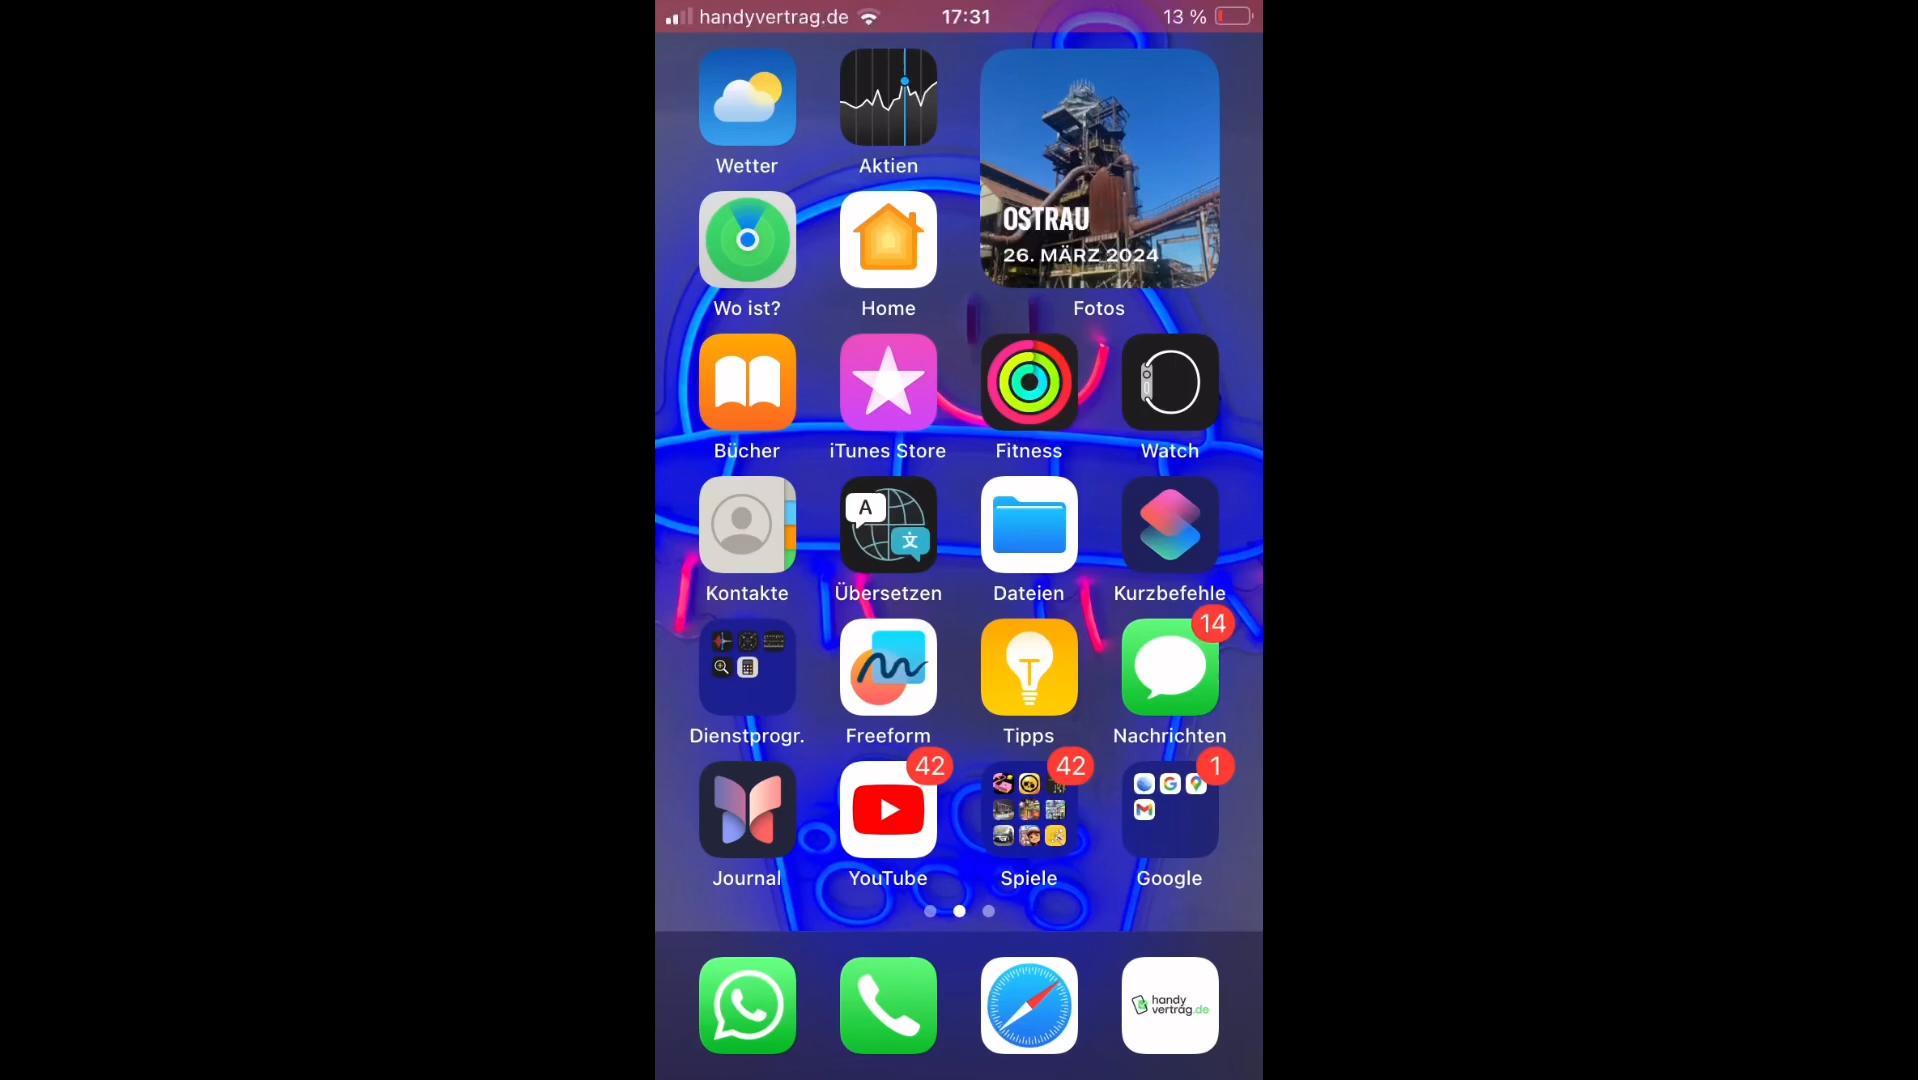 handyvertrag.de 17:31 13 %
Wetter Aktien
OSTRAU
26. MÄRZ 2024
Wo ist? Home Fotos
Bücher iTunes Store Fitness Watch
A
文
Kontakte Übersetzen Dateien Kurzbefehle
14
Dienstprogr. Freeform Tipps Nachrichten
42 42 1
Journal YouTube Spiele Google
handy
vertrag.de